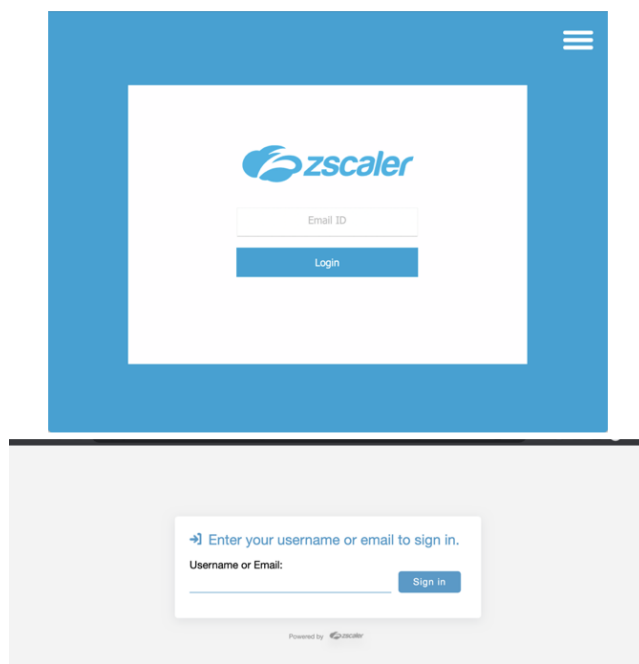 zscaler
Email ID
Login
Enter your username or email to sign in.
Username or Email:
Sign in
Powered by zscaler